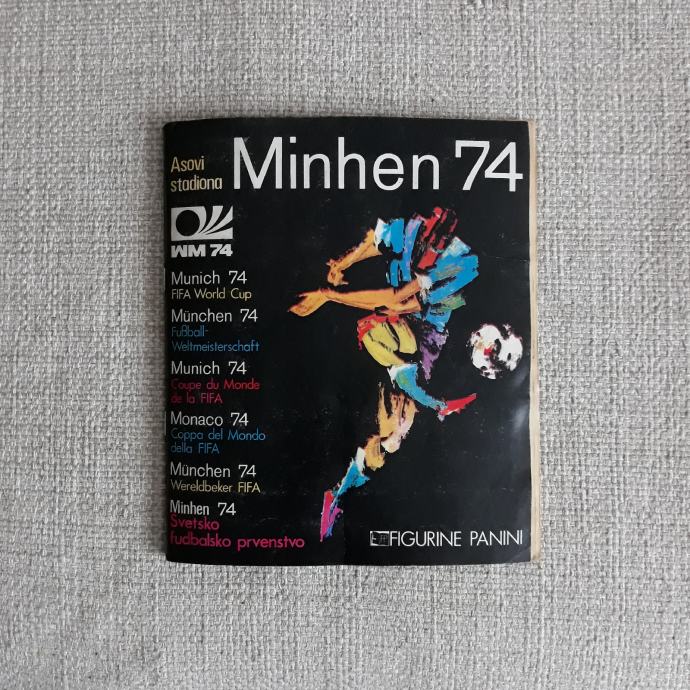 Asovi
stadiona
Minhen 74
WM 74
Munich 74
FIFA World Cup
München 74
Fußball-
Weltmeisterschaft
Munich 74
Coupe du Monde
de la FIFA
Monaco 74
Coppa del Mondo
della FIFA
München 74
Wereldbeker FIFA
Minhen 74
Svetsko
fudbalsko prvenstvo
FIGURINE PANINI